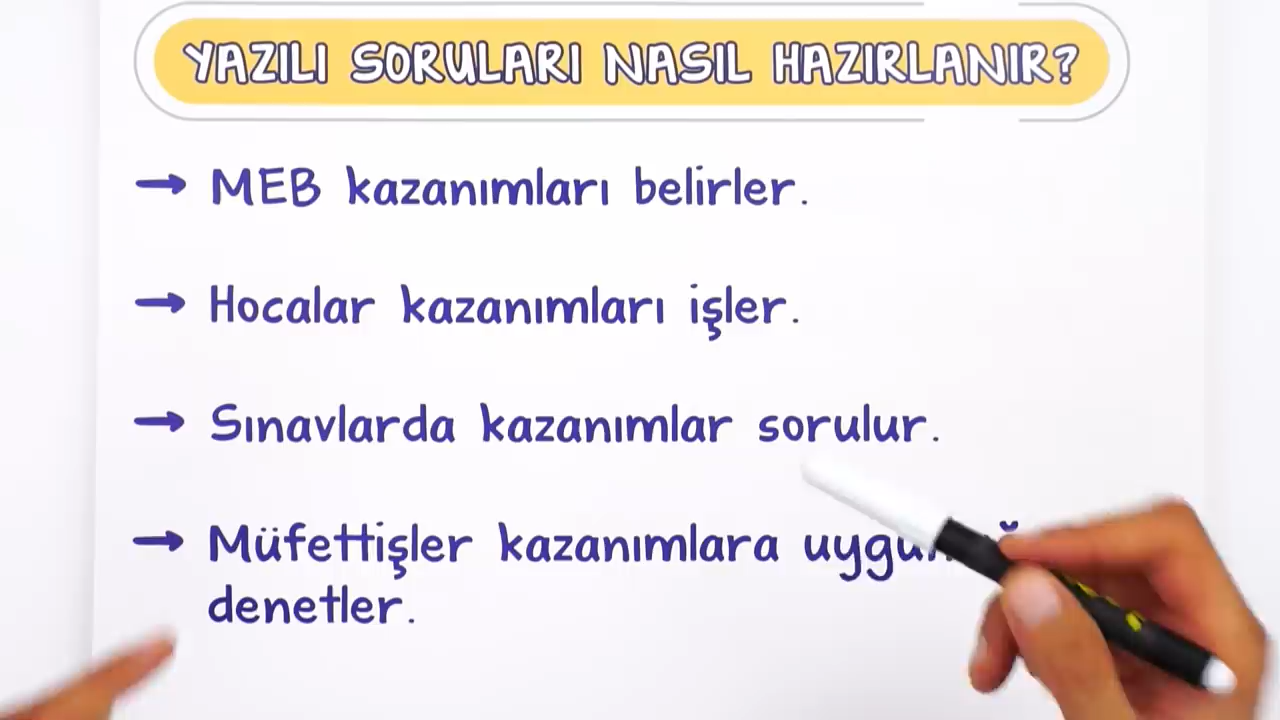 YAZILI SORULARI NASIL HAZIRLANIR?
→ MEB kazanımları belirler.
→ Hocalar kazanımları işler.
→ Sınavlarda kazanımlar sorulur.
→ Müfettişler kazanımlara
denetler.